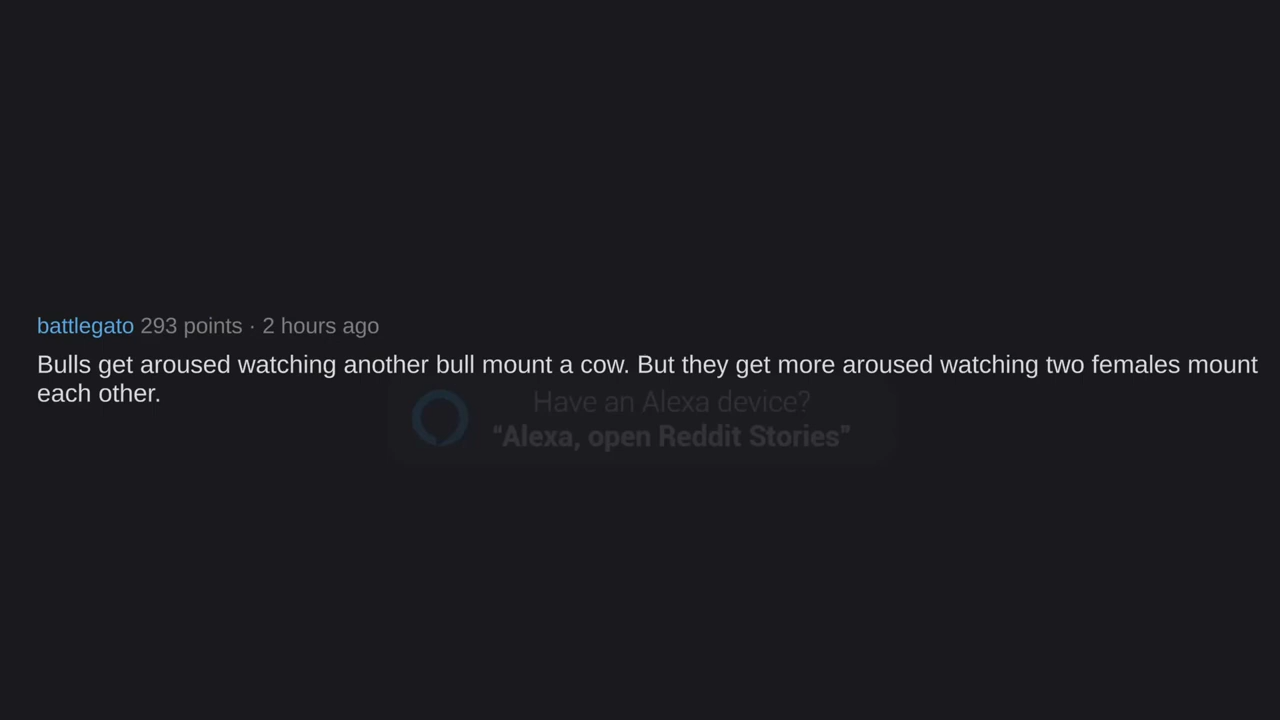 battlegato 293 points · 2 hours ago
Bulls get aroused watching another bull mount a cow. But they get more aroused watching two females mount
each other.
Have an Alexa device?
“Alexa, open Reddit Stories”